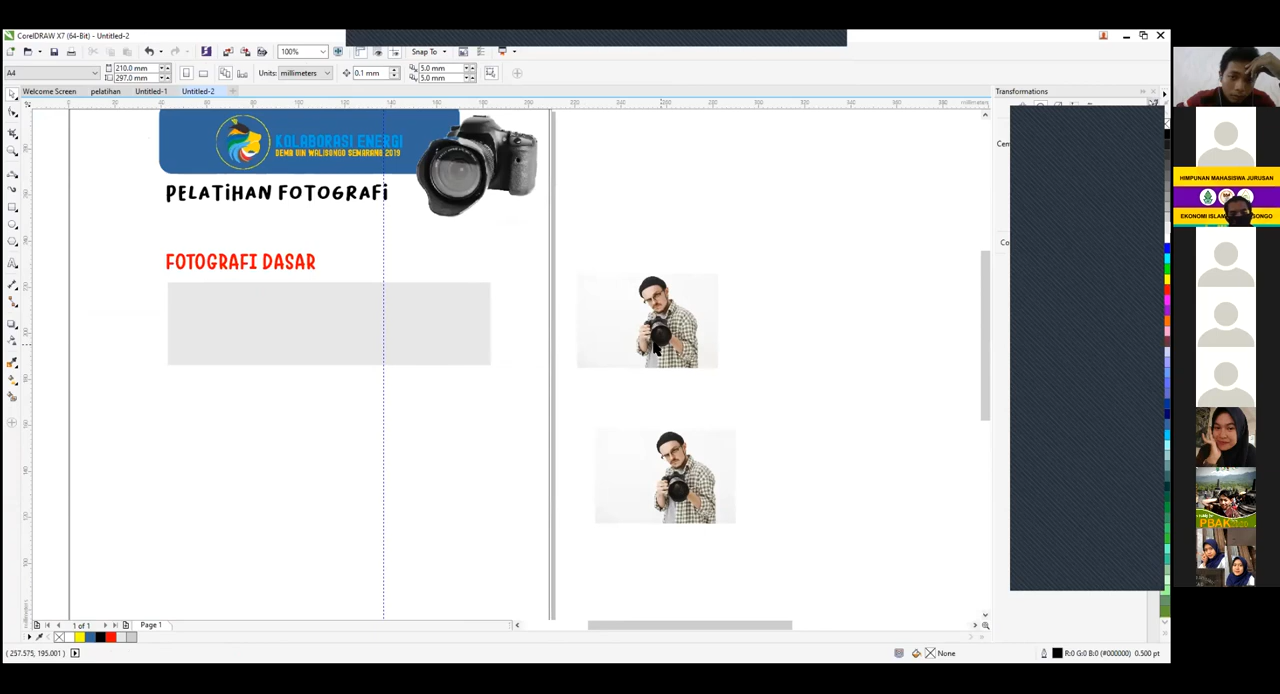 CorelDRAW X7 (64-Bit) - Untitled-2
100%
Snap To
A4
210.0 mm
297.0 mm
Units: millimeters
0.1 mm
5.0 mm
5.0 mm
Welcome Screen
pelatihan
Untitled-1
Untitled-2
Transformations
millimeters
KOLABORASI ENERGI
DEMA UIN WALISONGO SEMARANG 2019
PELATIHAN FOTOGRAFI
FOTOGRAFI DASAR
1 of 1
Page 1
( 257.575, 195.001 )
None
R:0 G:0 B:0 (#000000) 0.500 pt
HIMPUNAN MAHASISWA JURUSAN
PBAK